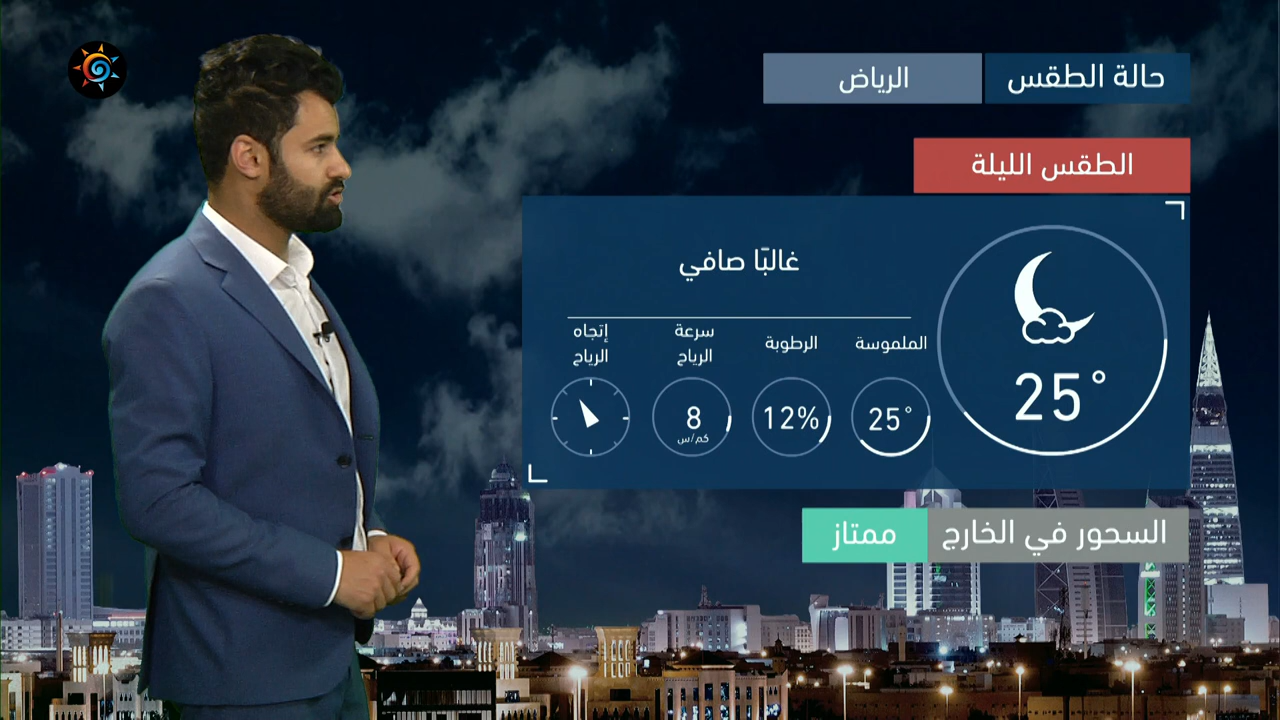 حالة الطقس
الرياض
الطقس الليلة
غالبًا صافي
الملموسة
الرطوبة
سرعة الرياح
إتجاه الرياح
25°
25°
12%
8
كم/س
السحور في الخارج
ممتاز